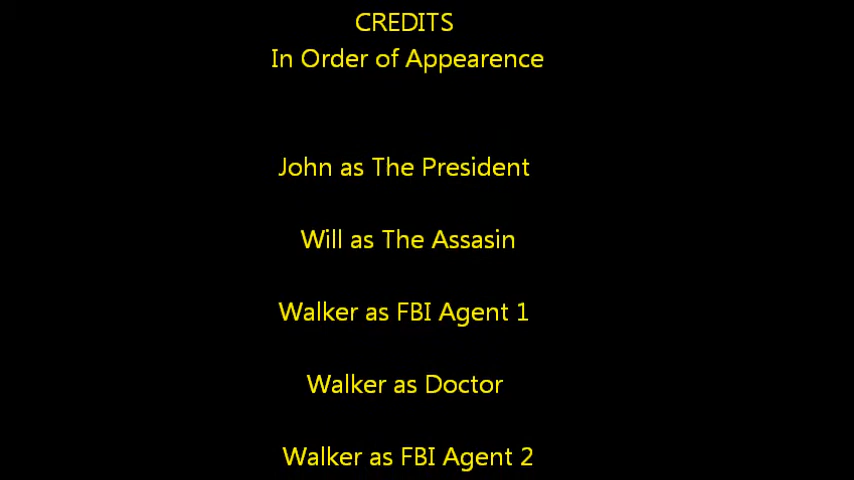 CREDITS
In Order of Appearence
John as The President
Will as The Assasin
Walker as FBI Agent 1
Walker as Doctor
Walker as FBI Agent 2